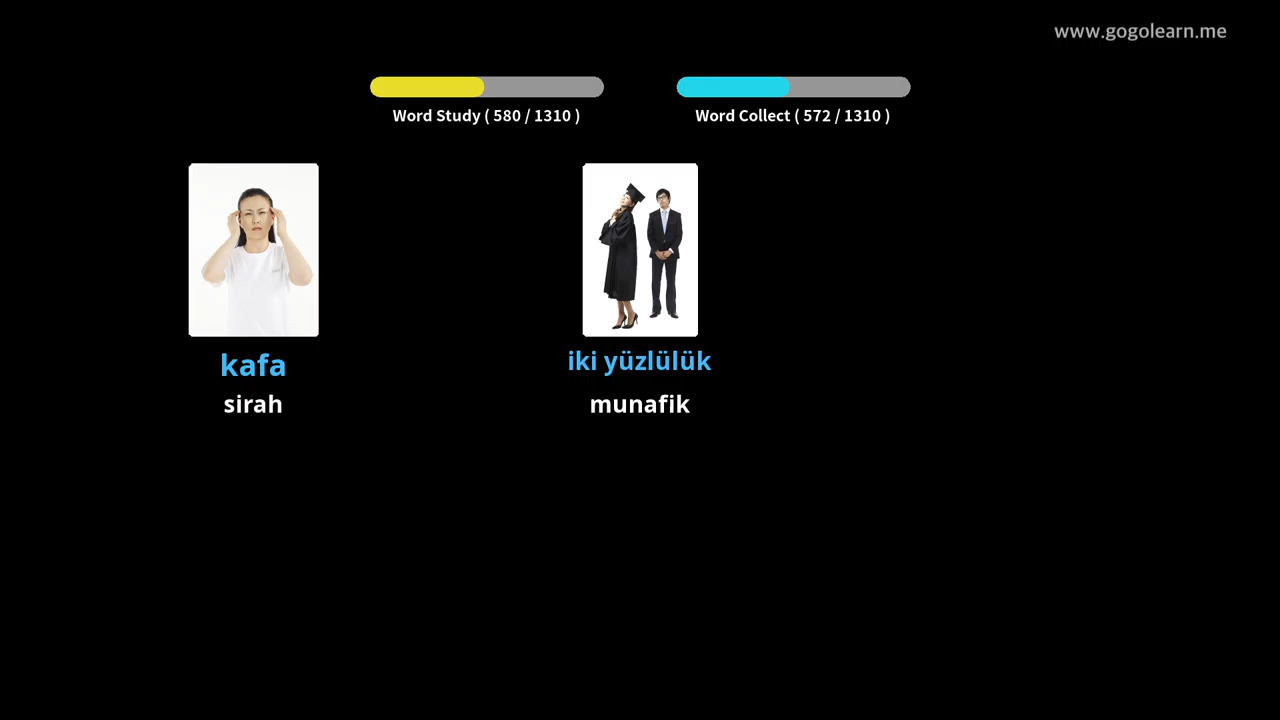 www.gogolearn.me
Word Study ( 580 / 1310 )
Word Collect ( 572 / 1310 )
kafa
sirah
iki yüzlülük
munafik